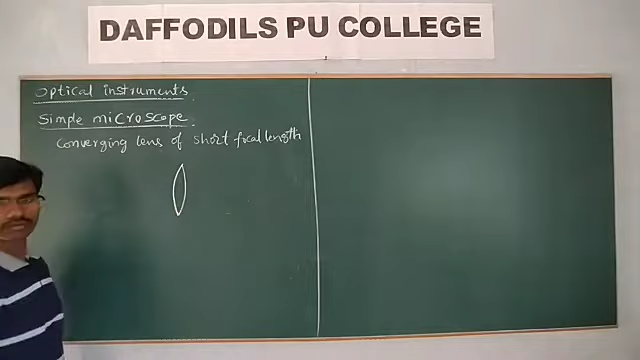 DAFFODILS PU COLLEGE
Optical instruments
Simple microscope
Converging lens of short focal length